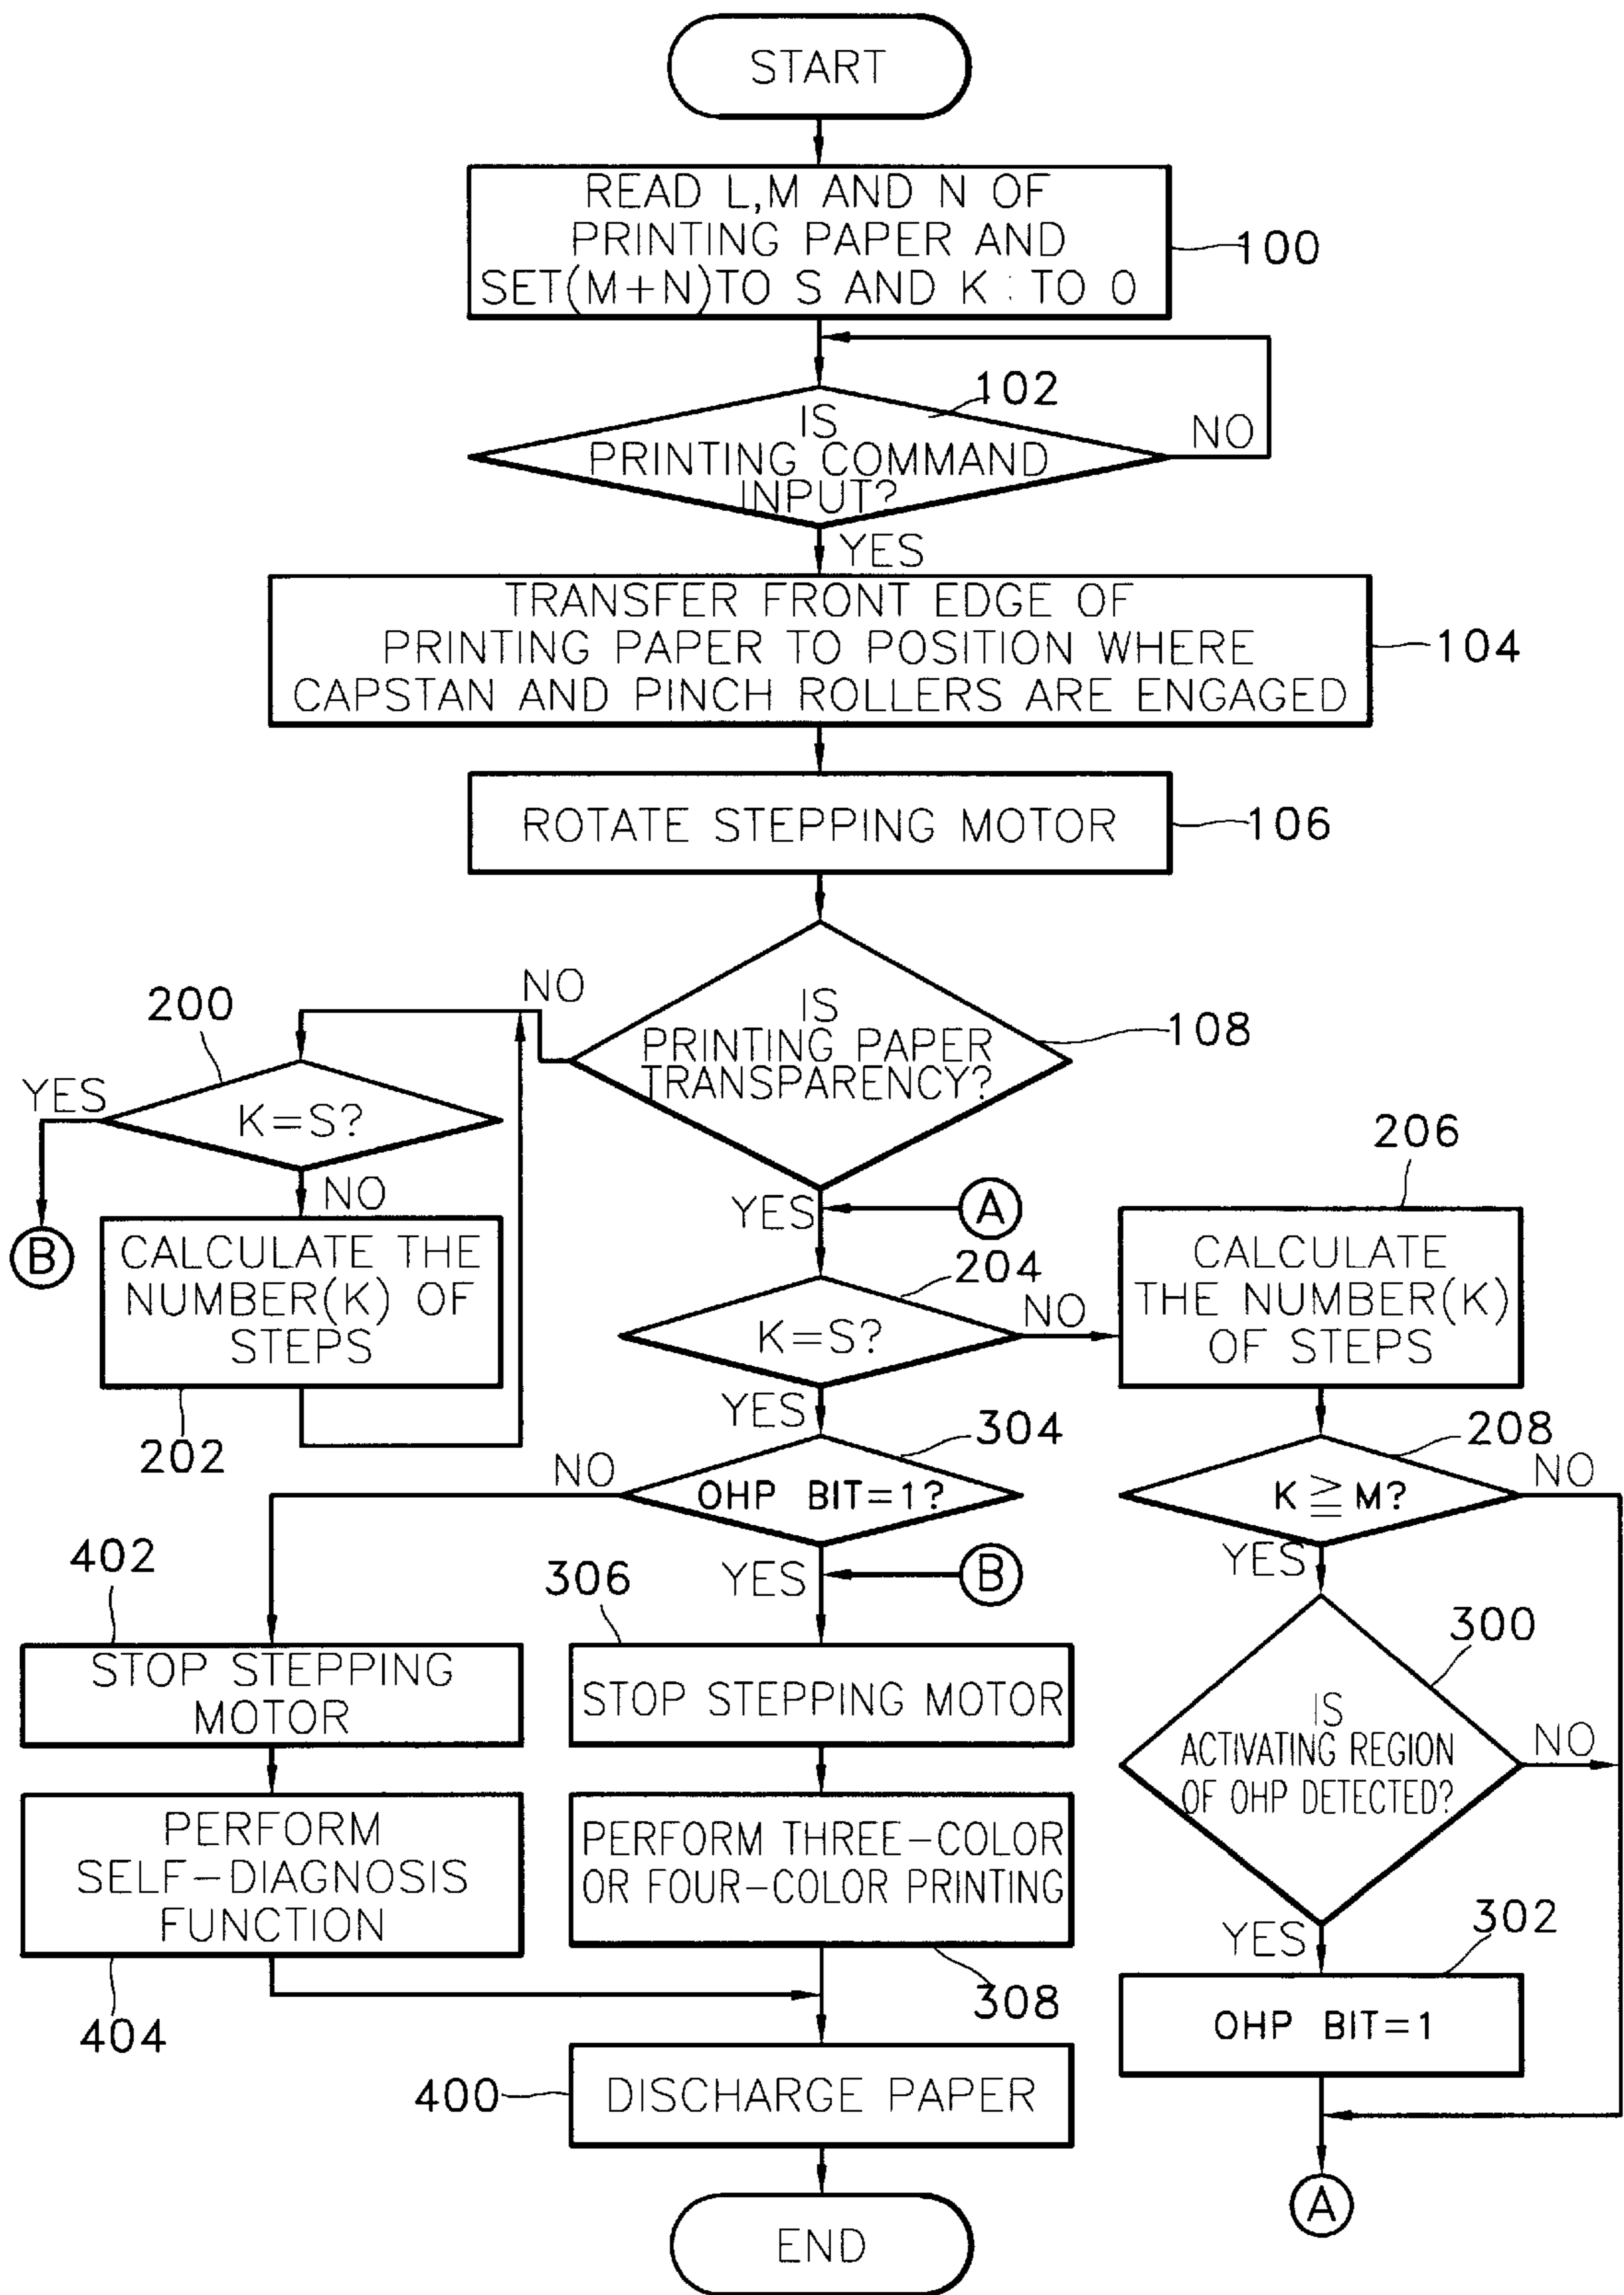 START
READ L,M AND N OF
PRINTING PAPER AND
SET(M+N)TO S AND K : TO 0
100
102
IS
PRINTING COMMAND
INPUT?
NO
YES
TRANSFER FRONT EDGE OF
PRINTING PAPER TO POSITION WHERE
CAPSTAN AND PINCH ROLLERS ARE ENGAGED
104
ROTATE STEPPING MOTOR
106
IS
PRINTING PAPER
TRANSPARENCY?
108
NO
200
K=S?
YES
B
NO
CALCULATE THE
NUMBER(K) OF
STEPS
202
YES
A
204
K=S?
NO
206
CALCULATE
THE NUMBER(K)
OF STEPS
YES
304
OHP BIT=1?
NO
208
K ≧ M?
NO
YES
402
STOP STEPPING
MOTOR
YES
B
306
STOP STEPPING MOTOR
300
IS
ACTIVATING REGION
OF OHP DETECTED?
NO
PERFORM
SELF-DIAGNOSIS
FUNCTION
404
PERFORM THREE-COLOR
OR FOUR-COLOR PRINTING
308
YES
302
OHP BIT=1
400
DISCHARGE PAPER
A
END